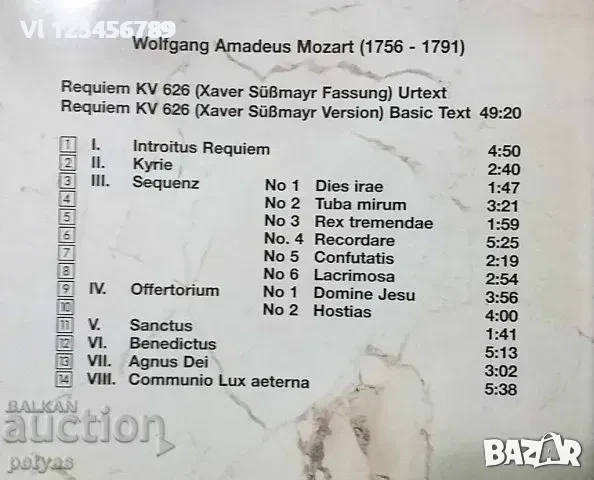 Vl >123456789
Wolfgang Amadeus Mozart (1756 - 1791)
Requiem KV 626 (Xaver Süßmayr Fassung) Urtext
Requiem KV 626 (Xaver Süßmayr Version) Basic Text 49:20
1 I. Introitus Requiem 4:50
2 II. Kyrie 2:40
3 III. Sequenz No 1 Dies irae 1:47
4 No 2 Tuba mirum 3:21
5 No 3 Rex tremendae 1:59
6 No. 4 Recordare 5:25
7 No 5 Confutatis 2:19
8 No 6 Lacrimosa 2:54
9 IV. Offertorium No 1 Domine Jesu 3:56
10 No 2 Hostias 4:00
11 V. Sanctus 1:41
12 VI. Benedictus 5:13
13 VII. Agnus Dei 3:02
14 VIII. Communio Lux aeterna 5:38
BALKAN
auction
petyas
BAZAR